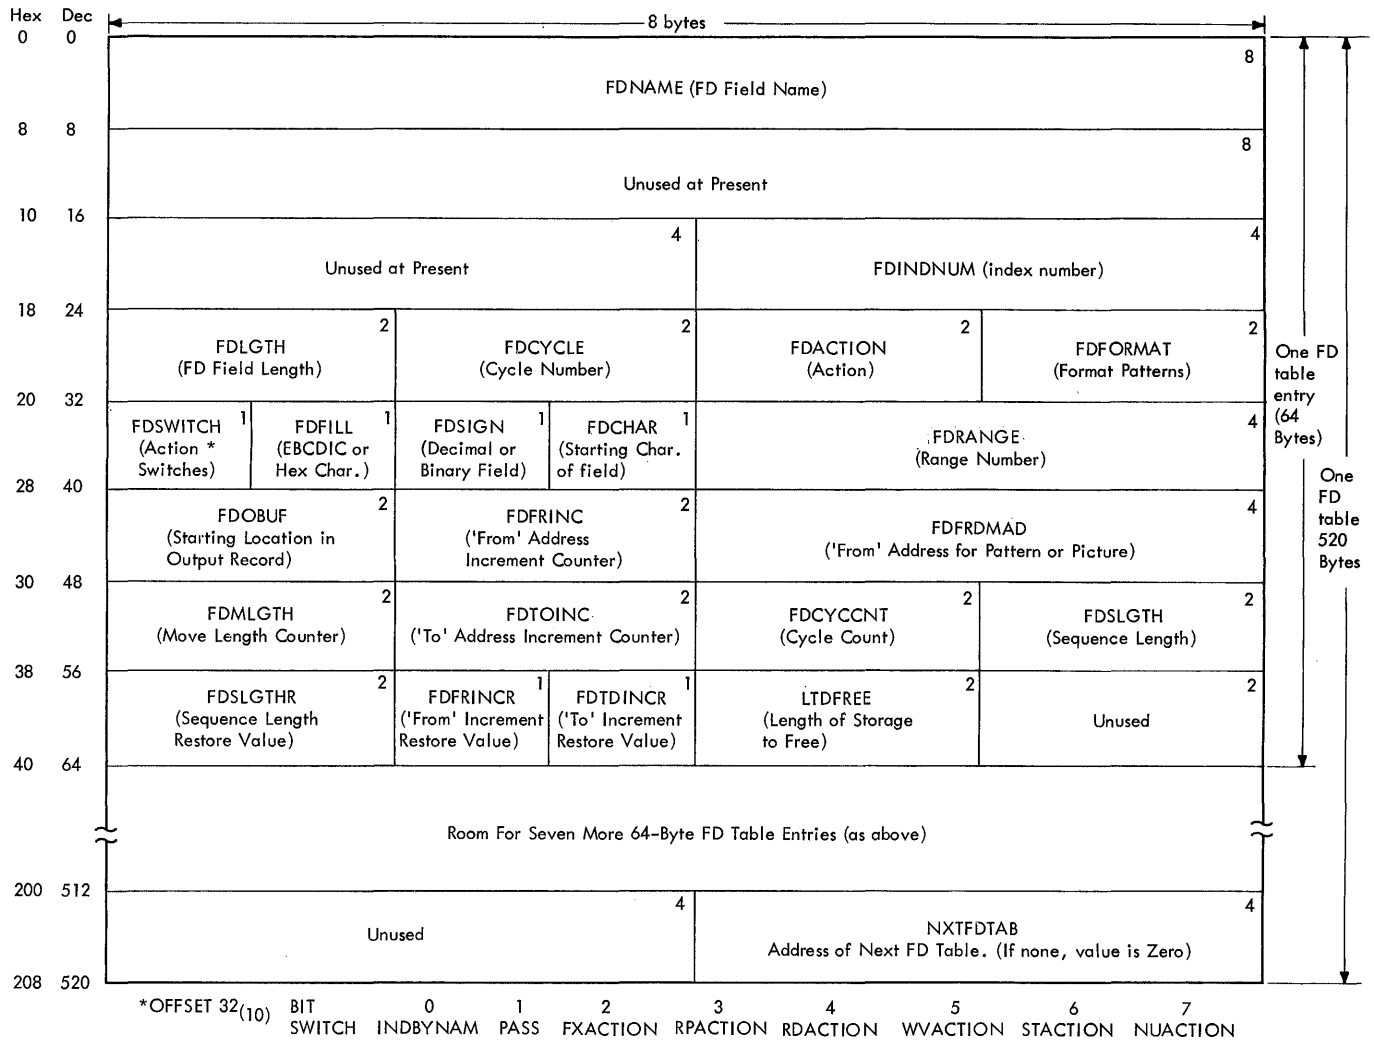 Hex Dec
8 bytes
0 0
8
FDNAME (FD Field Name)
8 8
8
Unused at Present
10 16
4 4
Unused at Present FDINDNUM (index number)
18 24
2 2 2 2
FDLGTH FDCYCLE FDACTION FDFORMAT
(FD Field Length) (Cycle Number) (Action) (Format Patterns)
One FD
table
entry
(64
Bytes)
20 32
1 1 1 1 4
FDSWITCH FDFILL FDSIGN FDCHAR FDRANGE
(Action * (EBCDIC or (Decimal or (Starting Char. (Range Number)
Switches) Hex Char.) Binary Field) of field)
One
FD
table
520
Bytes
28 40
2 2 4
FDOBUF FDFRINC FDFRDMAD
(Starting Location in ('From' Address ('From' Address for Pattern or Picture)
Output Record) Increment Counter)
30 48
2 2 2 2
FDMLGTH FDTOINC FDCYCCNT FDSLGTH
(Move Length Counter) ('To' Address Increment Counter) (Cycle Count) (Sequence Length)
38 56
2 1 1 2 2
FDSLGTHR FDFRINCR FDTDINCR LTDFREE Unused
(Sequence Length ('From' Increment ('To' Increment (Length of Storage
Restore Value) Restore Value) Restore Value) to Free)
40 64
Room For Seven More 64-Byte FD Table Entries (as above)
200 512
4 4
Unused NXTFDTAB
Address of Next FD Table. (If none, value is Zero)
208 520
*OFFSET 32(10) BIT 0 1 2 3 4 5 6 7
SWITCH INDBYNAM PASS FXACTION RPACTION RDACTION WVACTION STACTION NUACTION